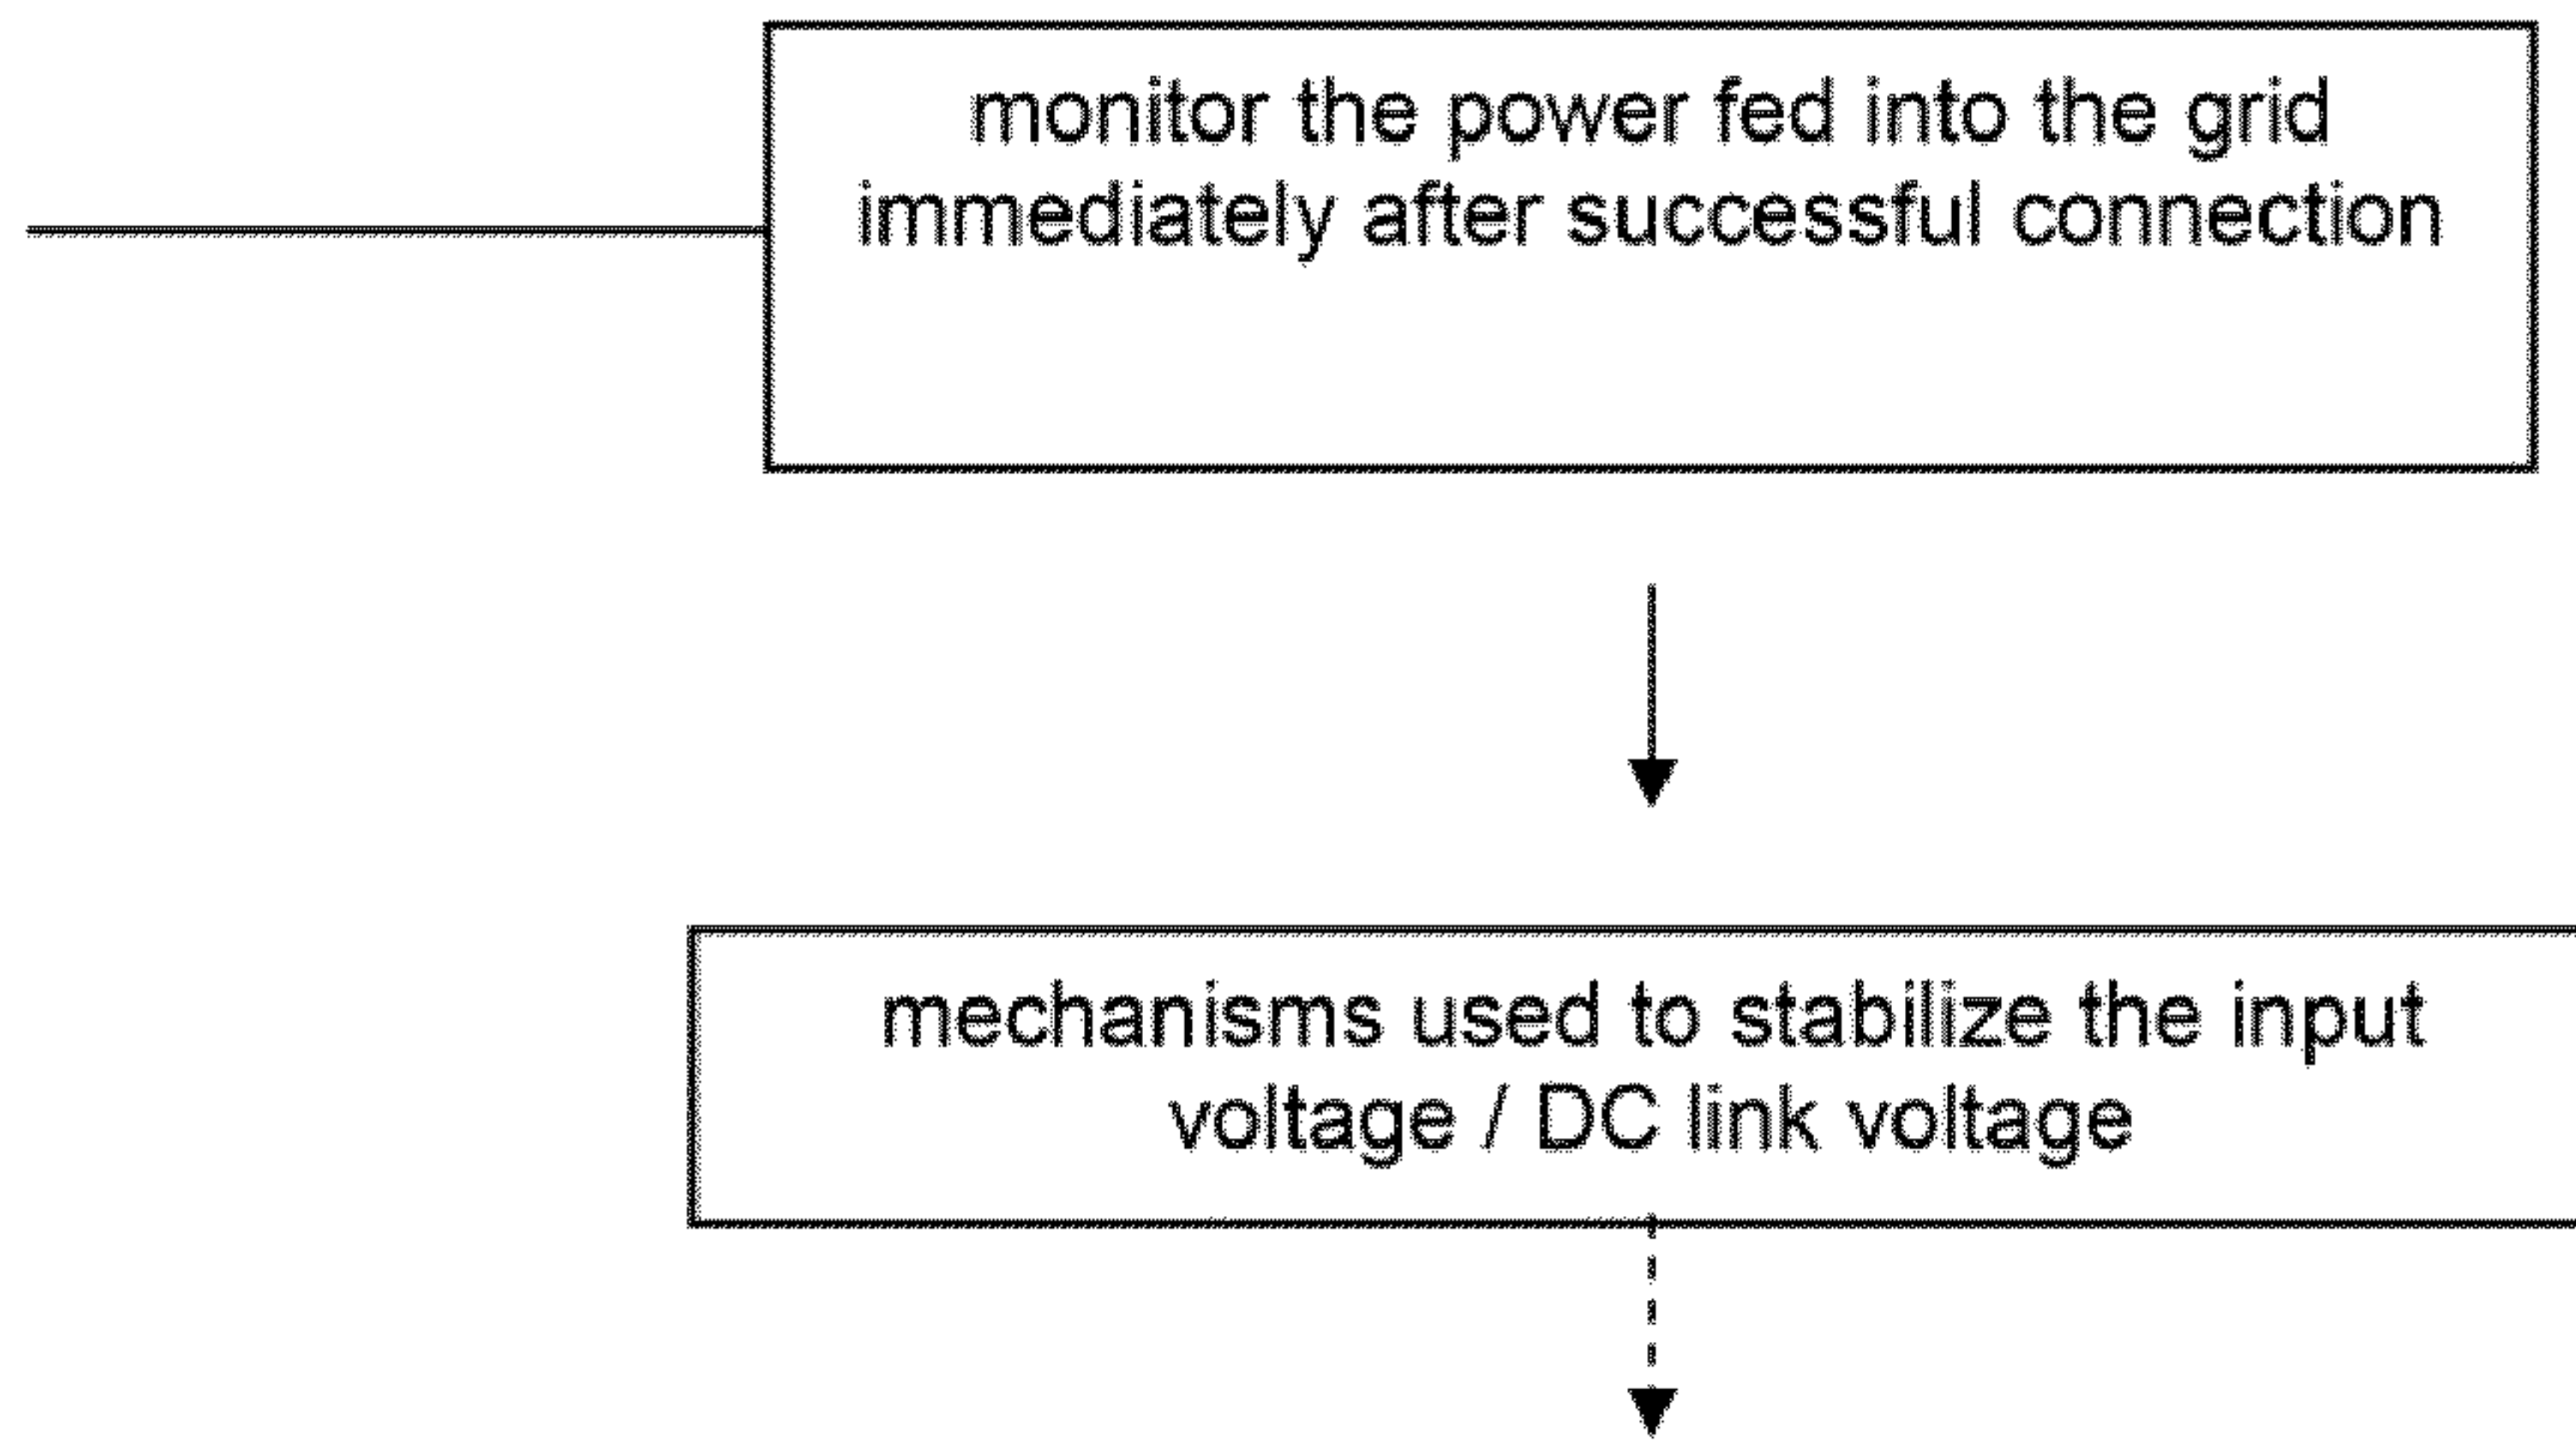 monitor the power fed into the grid
immediately after successful connection
mechanisms used to stabilize the input
voltage / DC link voltage